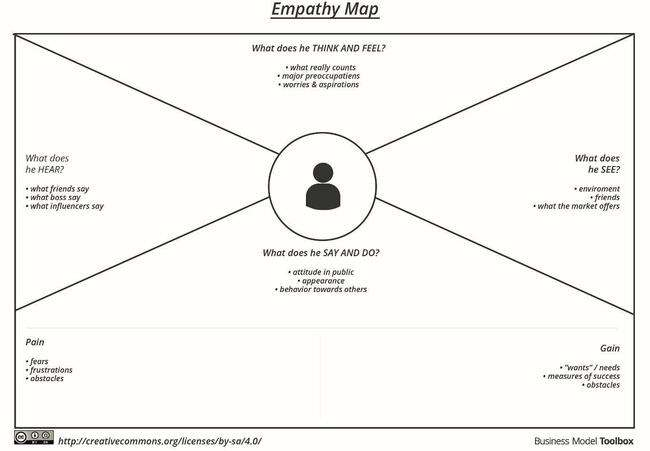 Empathy Map
What does he THINK AND FEEL?
• what really counts
• major preoccupatiens
• worries & aspirations
What does
he HEAR?
• what friends say
• what boss say
• what influencers say
What does
he SEE?
• enviroment
• friends
• what the market offers
What does he SAY AND DO?
• attitude in public
• appearance
• behavior towards others
Pain
• fears
• frustrations
• obstacles
Gain
• "wants" / needs
• measures of success
• obstacles
http://creativecommons.org/licenses/by-sa/4.0/
Business Model Toolbox